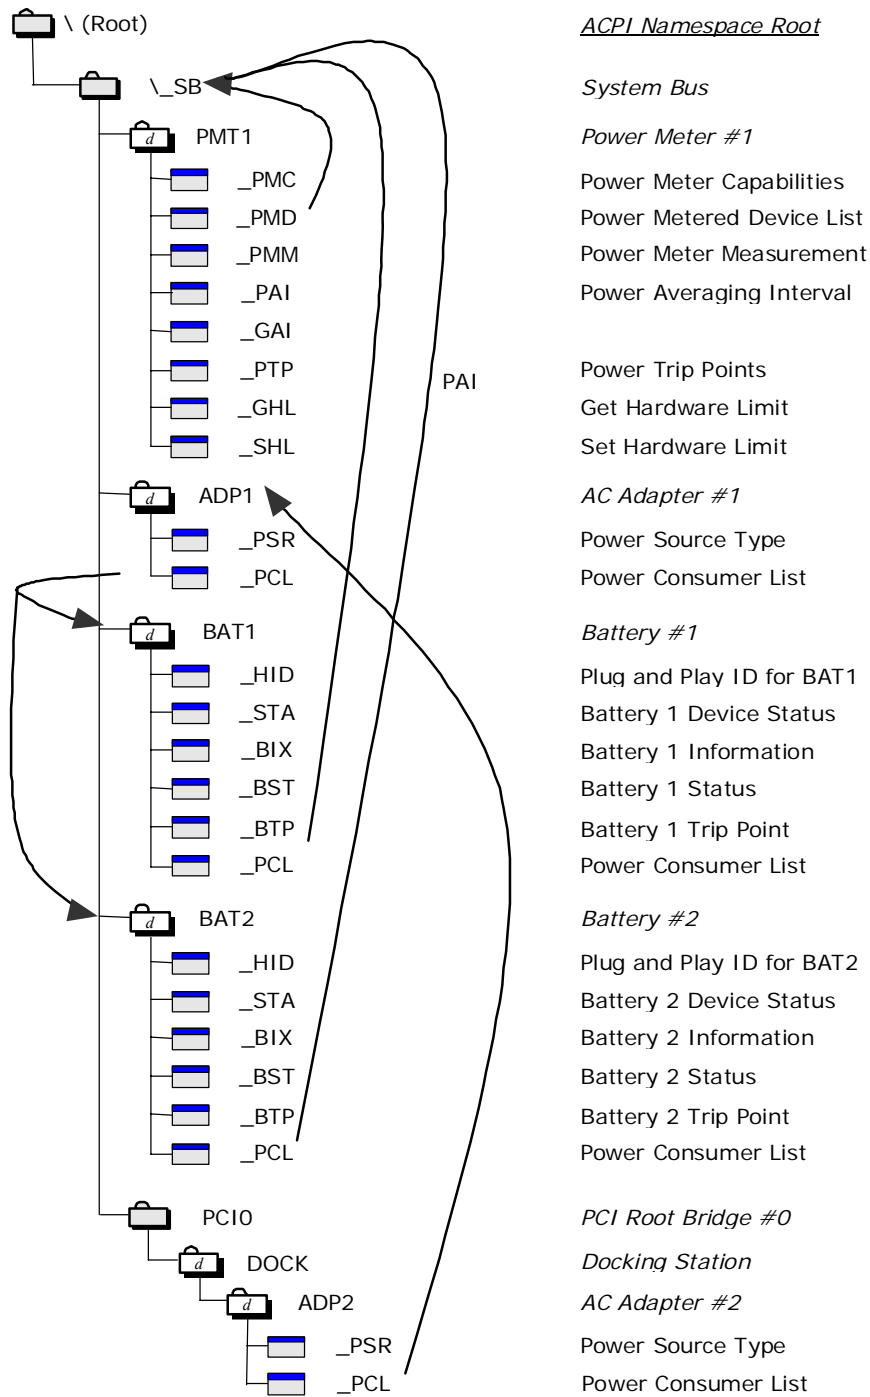 \ (Root) ACPI Namespace Root
\_SB System Bus
d PMT1 Power Meter #1
_PMC Power Meter Capabilities
_PMD Power Metered Device List
_PMM Power Meter Measurement
_PAI Power Averaging Interval
_GAI
_PTP Power Trip Points
PAI
_GHL Get Hardware Limit
_SHL Set Hardware Limit
d ADP1 AC Adapter #1
_PSR Power Source Type
_PCL Power Consumer List
d BAT1 Battery #1
_HID Plug and Play ID for BAT1
_STA Battery 1 Device Status
_BIX Battery 1 Information
_BST Battery 1 Status
_BTP Battery 1 Trip Point
_PCL Power Consumer List
d BAT2 Battery #2
_HID Plug and Play ID for BAT2
_STA Battery 2 Device Status
_BIX Battery 2 Information
_BST Battery 2 Status
_BTP Battery 2 Trip Point
_PCL Power Consumer List
PCI0 PCI Root Bridge #0
d DOCK Docking Station
d ADP2 AC Adapter #2
_PSR Power Source Type
_PCL Power Consumer List